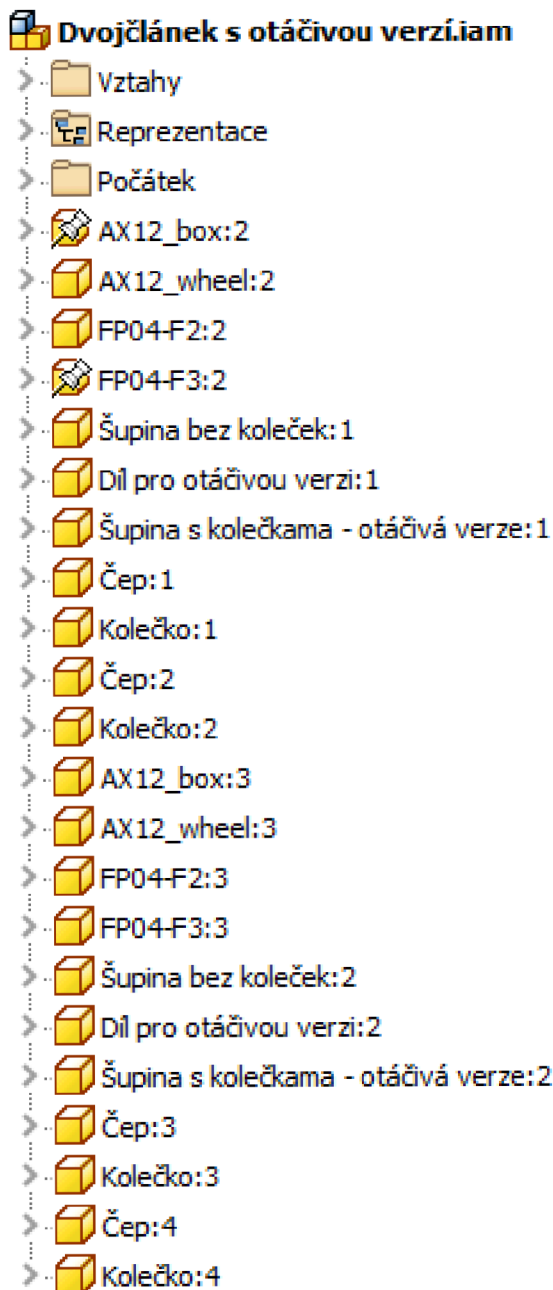 Dvojčlánek s otáčivou verzí.iam
Vztahy
Reprezentace
Počátek
AX12_box:2
AX12_wheel:2
FP04-F2:2
FP04-F3:2
Šupina bez koleček:1
Díl pro otáčivou verzi:1
Šupina s kolečkama - otáčivá verze:1
Čep:1
Kolečko:1
Čep:2
Kolečko:2
AX12_box:3
AX12_wheel:3
FP04-F2:3
FP04-F3:3
Šupina bez koleček:2
Díl pro otáčivou verzi:2
Šupina s kolečkama - otáčivá verze:2
Čep:3
Kolečko:3
Čep:4
Kolečko:4